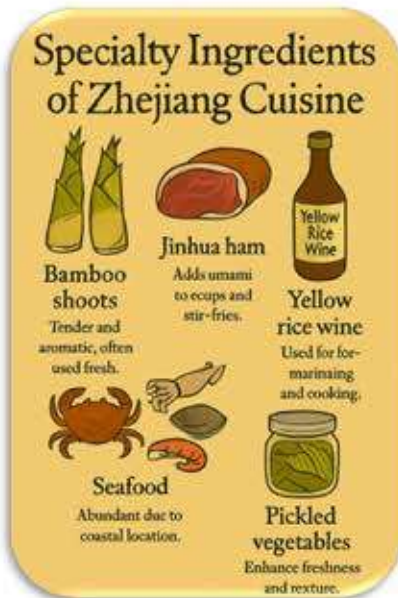 Specialty Ingredients
of Zhejiang Cuisine
Bamboo
shoots
Tender and
aromatic, often
used fresh.
Jinhua ham
Adds umami
to ecups and
stir-fries.
Yellow
Rice
Wine
Yellow
rice wine
Used for for-
marinaing
and cooking.
Seafood
Abundant due to
coastal location.
Pickled
vegetables
Enhance freshness
and rexture.